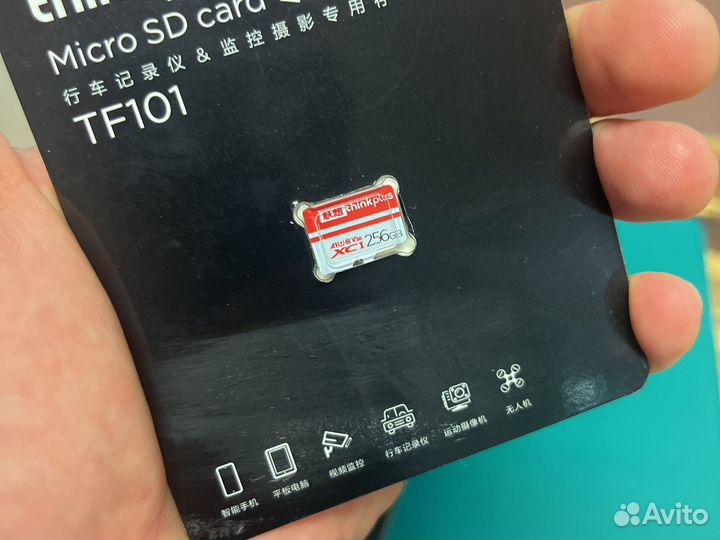 Micro SD card
行车记录仪&监控摄影专用存
TF101
联想 thinkplus
A1 U3 V30
XC I 256GB
智能手机
平板电脑
视频监控
行车记录仪
运动摄像机
无人机
Avito